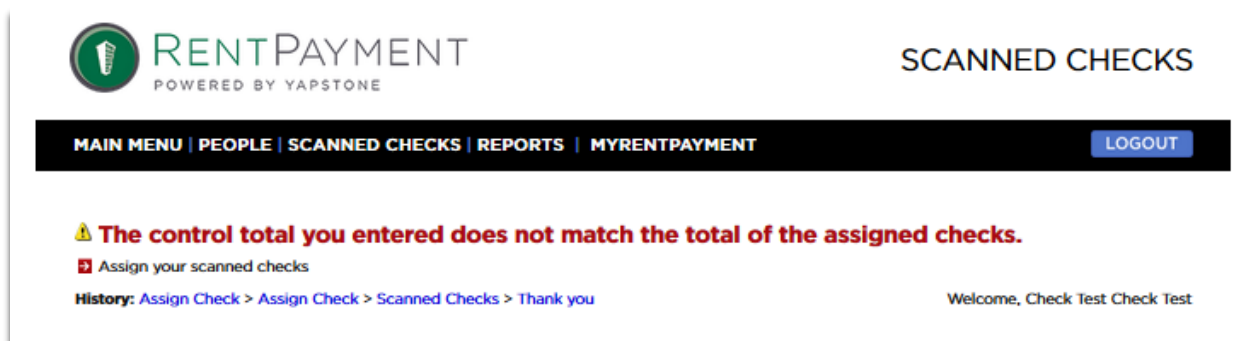 RENTPAYMENT
POWERED BY YAPSTONE
SCANNED CHECKS
MAIN MENU | PEOPLE | SCANNED CHECKS | REPORTS | MYRENTPAYMENT
LOGOUT
The control total you entered does not match the total of the assigned checks.
Assign your scanned checks
History: Assign Check > Assign Check > Scanned Checks > Thank you
Welcome, Check Test Check Test